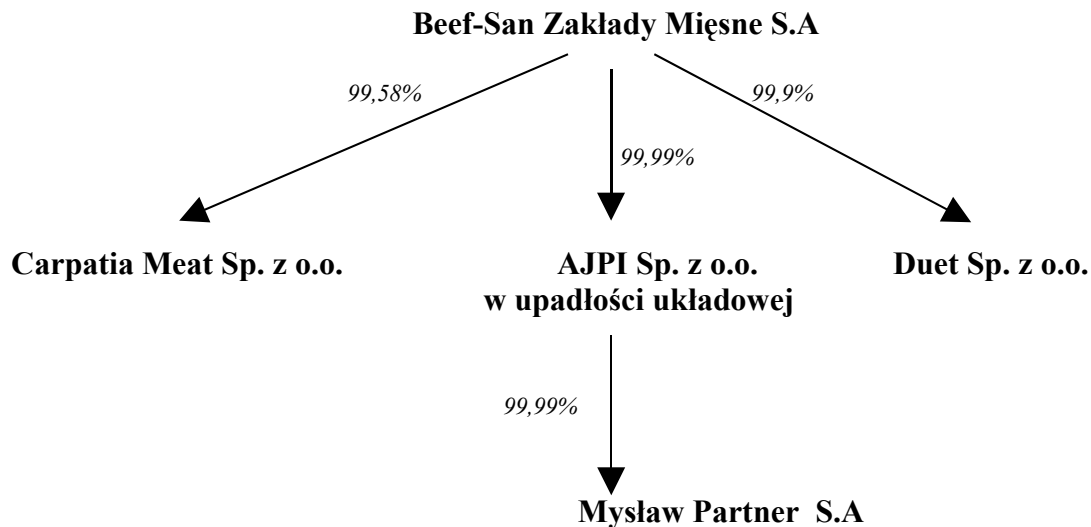 Beef-San Zakłady Mięsne S.A
99,58%
99,9%
99,99%
Carpatia Meat Sp. z o.o.
AJPI Sp. z o.o.
w upadłości układowej
Duet Sp. z o.o.
99,99%
Mysław Partner S.A